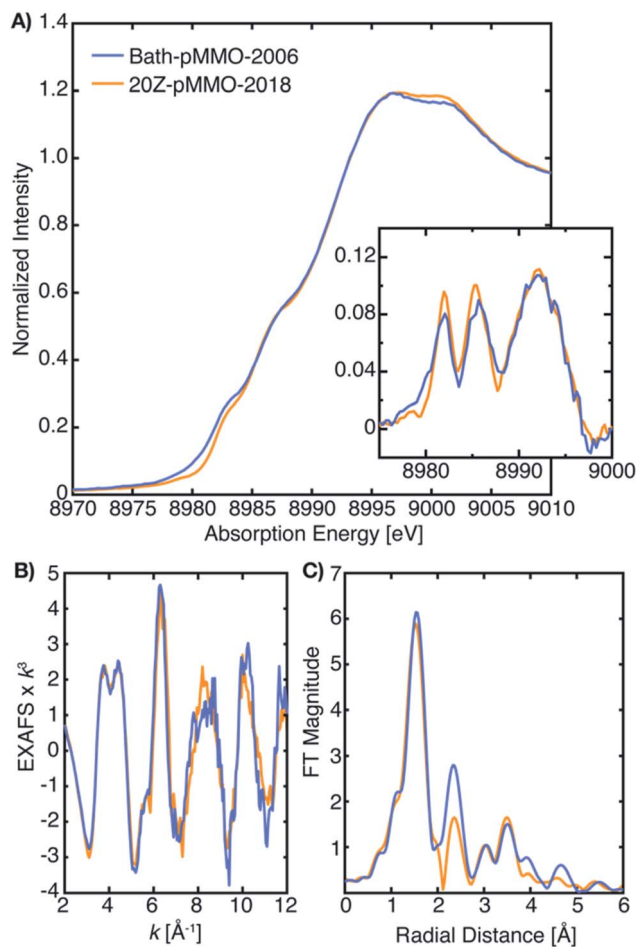 A)
Bath-pMMO-2006
20Z-pMMO-2018
1.4
1.2
1.0
0.8
0.6
0.4
0.2
0
Normalized Intensity
8970 8975 8980 8985 8990 8995 9000 9005 9010
Absorption Energy [eV]
0.12
0.08
0.04
0
8980 8990 9000
B)
5
4
3
2
1
0
-1
-2
-3
-4
EXAFS x k³
2 4 6 8 10 12
k [Å⁻¹]
C)
7
6
5
4
3
2
1
FT Magnitude
0 1 2 3 4 5 6
Radial Distance [Å]